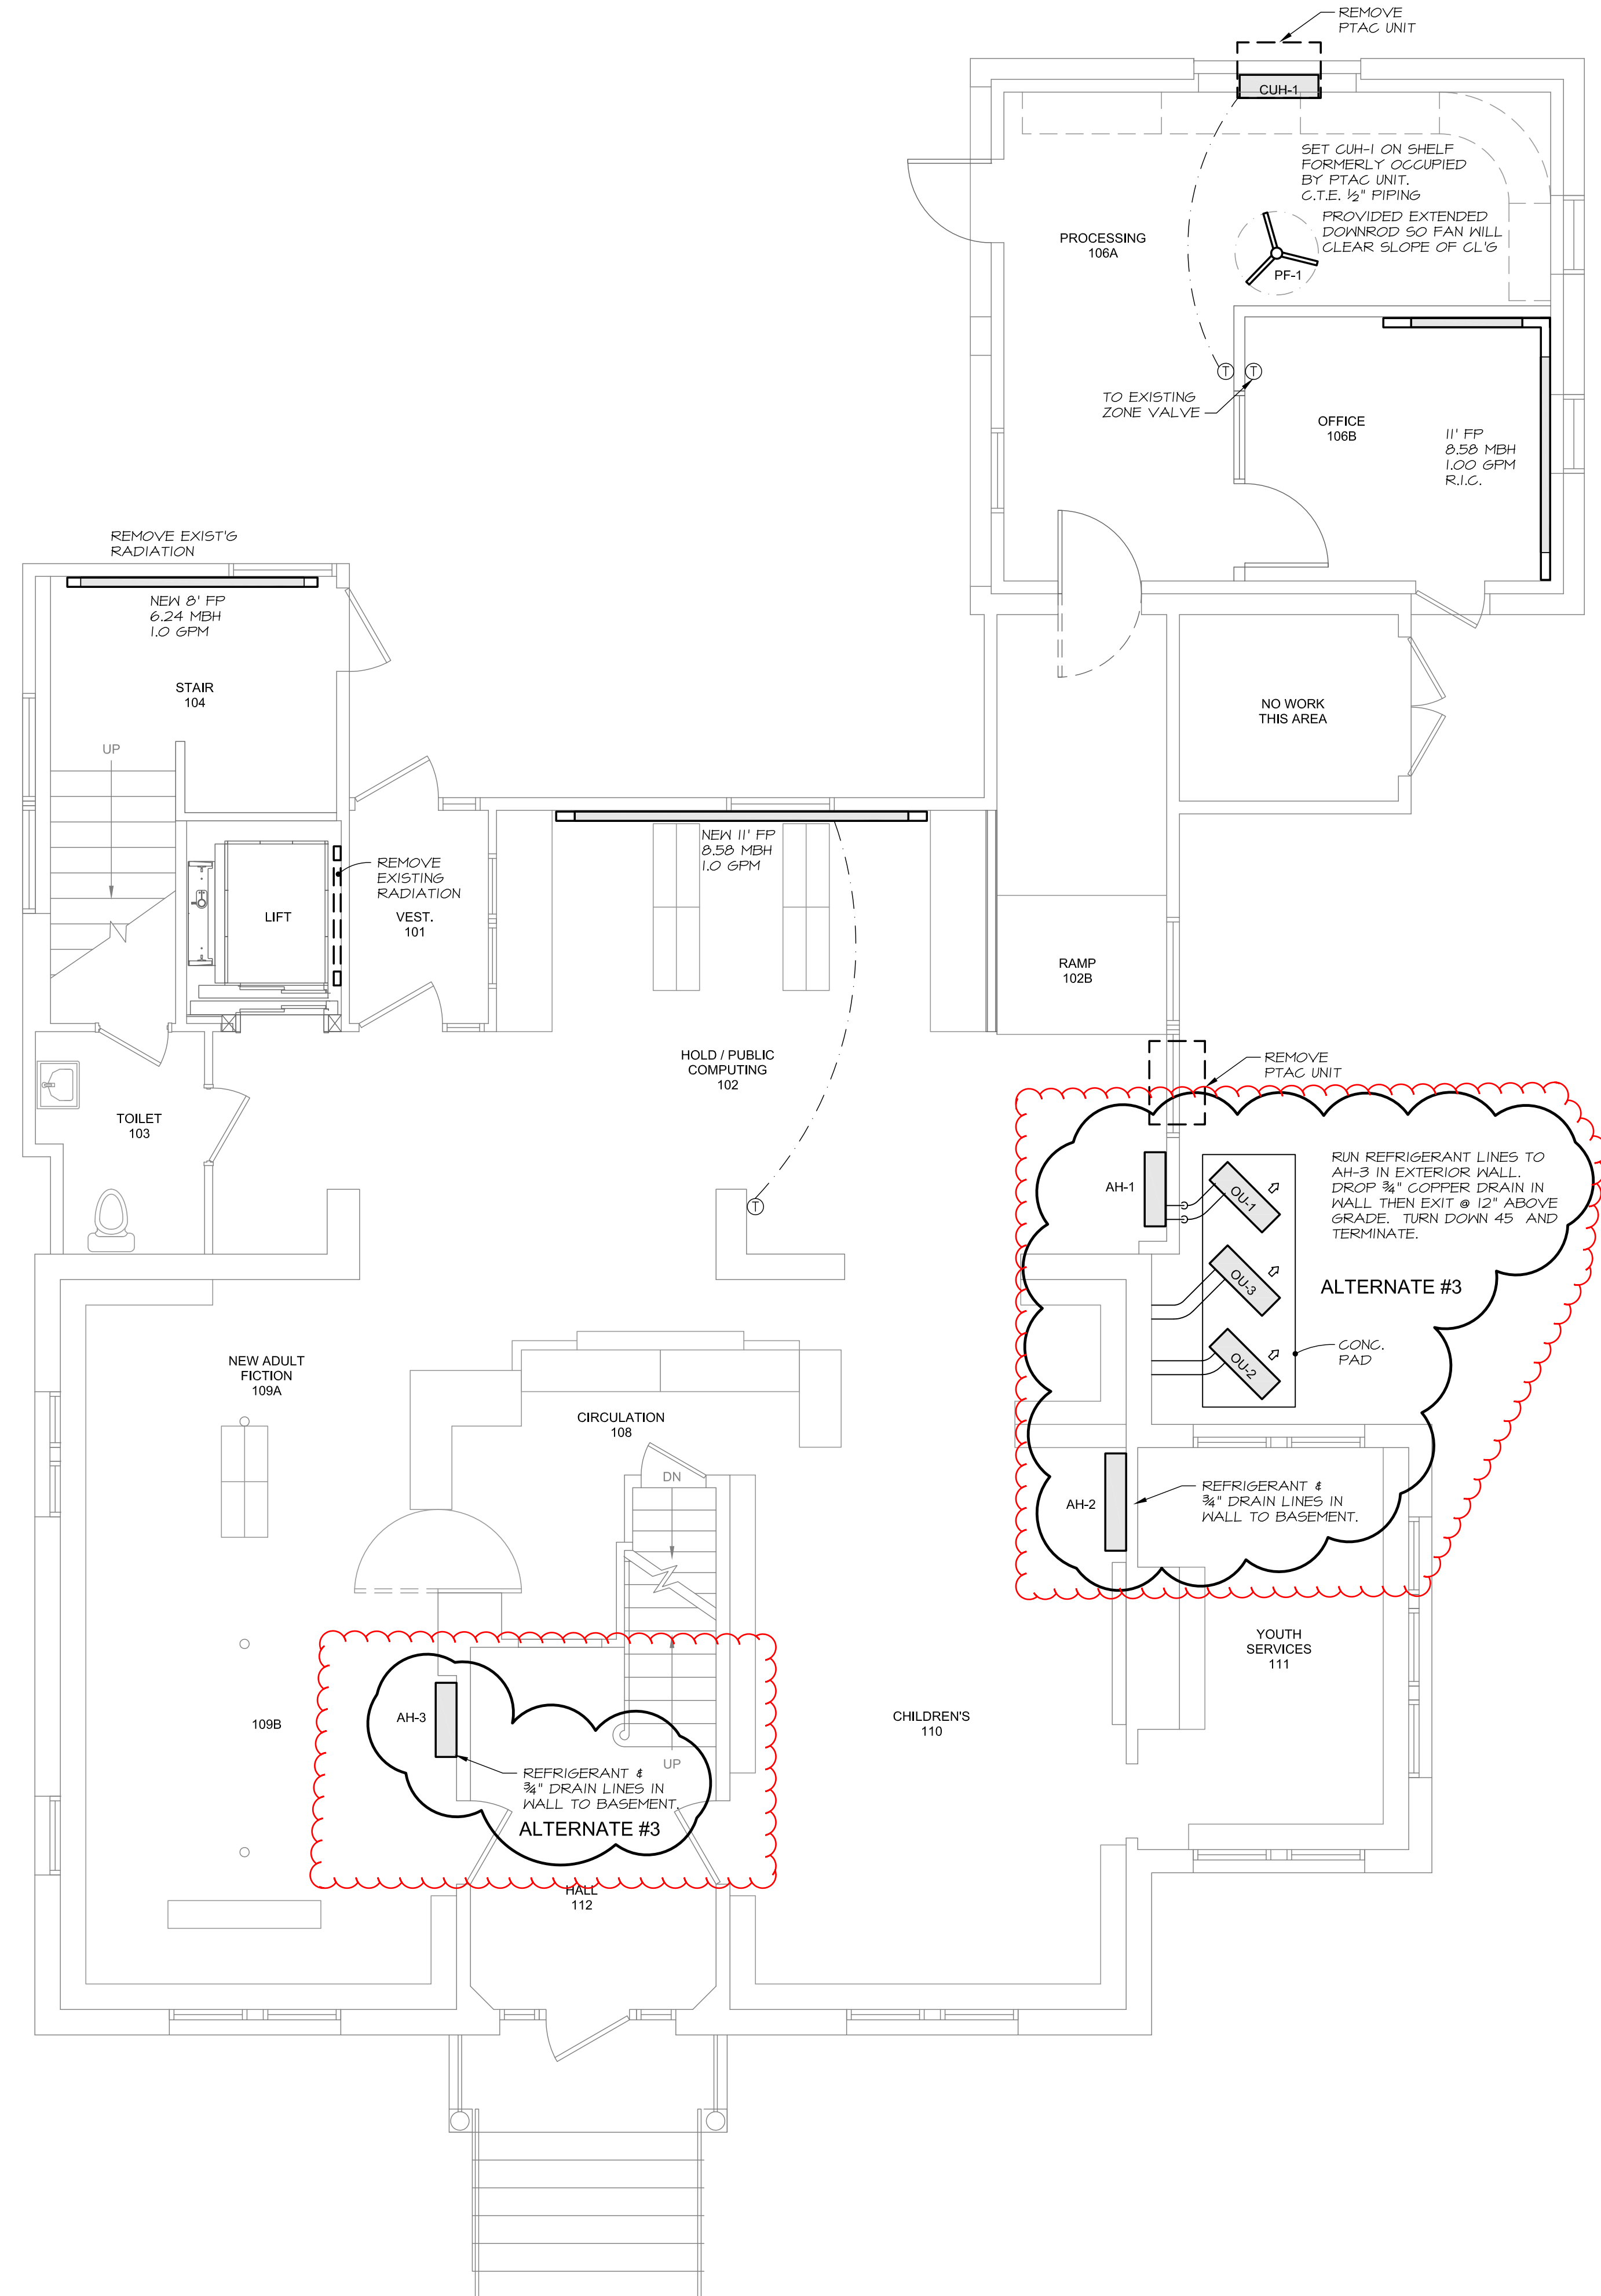 REMOVE
PTAC UNIT
CUH-1
SET CUH-1 ON SHELF
FORMERLY OCCUPIED
BY PTAC UNIT.
C.T.E. ½" PIPING
PROVIDED EXTENDED
DOWNROD SO FAN WILL
CLEAR SLOPE OF CL'G
PROCESSING
106A
PF-1
T
T
TO EXISTING
ZONE VALVE
OFFICE
106B
11' FP
8.58 MBH
1.00 GPM
R.I.C.
REMOVE EXIST'G
RADIATION
NEW 8' FP
6.24 MBH
1.0 GPM
STAIR
104
NO WORK
THIS AREA
UP
NEW 11' FP
8.58 MBH
1.0 GPM
REMOVE
EXISTING
RADIATION
LIFT
VEST.
101
RAMP
102B
HOLD / PUBLIC
COMPUTING
102
REMOVE
PTAC UNIT
TOILET
103
T
AH-1
OU-1
RUN REFRIGERANT LINES TO
AH-3 IN EXTERIOR WALL.
DROP ¾" COPPER DRAIN IN
WALL THEN EXIT @ 12" ABOVE
GRADE. TURN DOWN 45 AND
TERMINATE.
OU-3
ALTERNATE #3
OU-2
CONC.
PAD
NEW ADULT
FICTION
109A
CIRCULATION
108
DN
AH-2
REFRIGERANT &
¾" DRAIN LINES IN
WALL TO BASEMENT.
YOUTH
SERVICES
111
109B
AH-3
CHILDREN'S
110
UP
REFRIGERANT &
¾" DRAIN LINES IN
WALL TO BASEMENT.
ALTERNATE #3
HALL
112